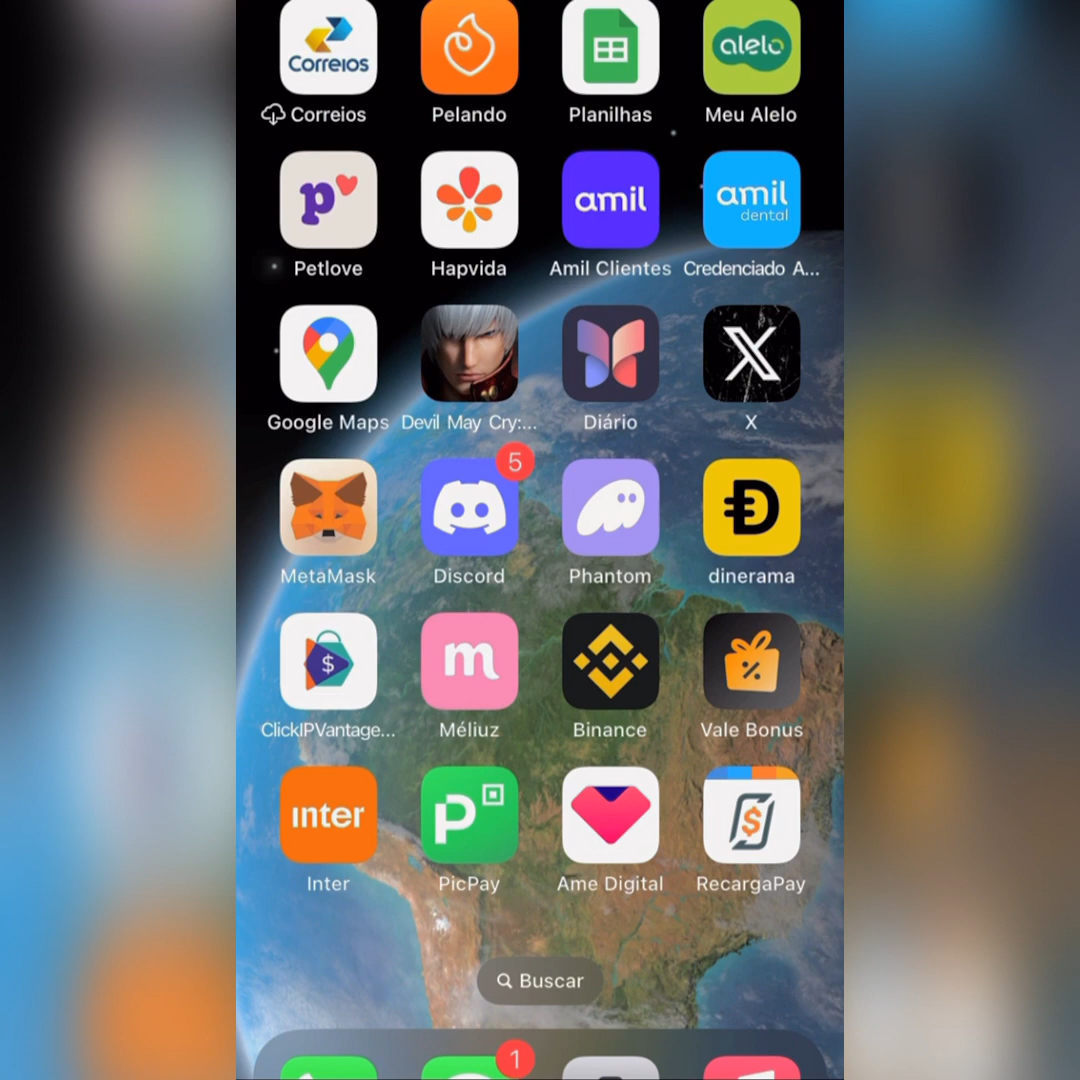 Correios
alelo
Correios
Pelando
Planilhas
Meu Alelo
p
amil
amil
dental
Petlove
Hapvida
Amil Clientes
Credenciado A...
Google Maps
Devil May Cry:...
Diário
X
5
MetaMask
Discord
Phantom
dinerama
$
m
%
ClickIPVantage...
Méliuz
Binance
Vale Bonus
inter
P
$
Inter
PicPay
Ame Digital
RecargaPay
Buscar
1